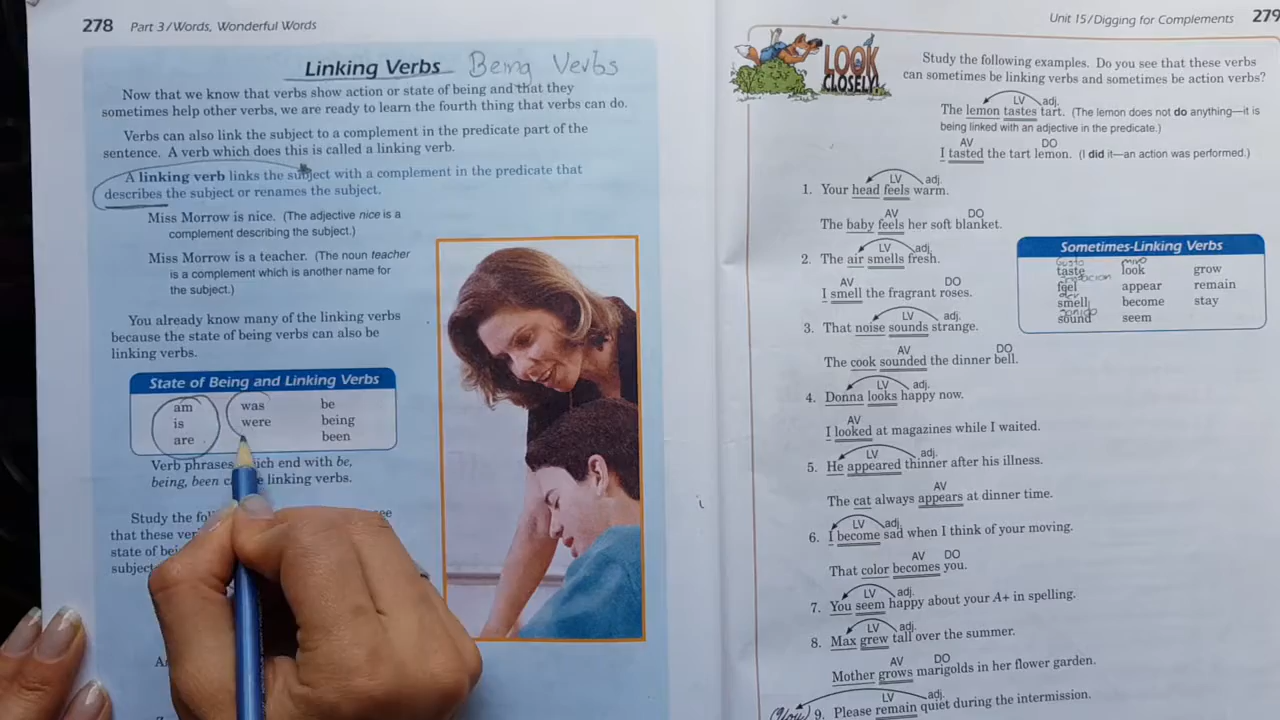 278 Part 3/Words, Wonderful Words
Linking Verbs Being Verbs
Now that we know that verbs show action or state of being and that they
sometimes help other verbs, we are ready to learn the fourth thing that verbs can do.
Verbs can also link the subject to a complement in the predicate part of the
sentence. A verb which does this is called a linking verb.
A linking verb links the subject with a complement in the predicate that
describes the subject or renames the subject.
Miss Morrow is nice. (The adjective nice is a
complement describing the subject.)
Miss Morrow is a teacher. (The noun teacher
is a complement which is another name for
the subject.)
You already know many of the linking verbs
because the state of being verbs can also be
linking verbs.
State of Being and Linking Verbs
am was be
is were being
are been
Verb phrases which end with be,
being, been linking verbs.
Study the
that these
state of
Unit 15/Digging for Complements 279
LOOK
CLOSELY!
Study the following examples. Do you see that these verbs
can sometimes be linking verbs and sometimes be action verbs?
LV adj.
The lemon tastes tart. (The lemon does not do anything—it is
being linked with an adjective in the predicate.)
AV DO
I tasted the tart lemon. (I did it—an action was performed.)
LV adj.
1. Your head feels warm.
AV DO
The baby feels her soft blanket.
LV adj.
2. The air smells fresh.
AV DO
I smell the fragrant roses.
LV adj.
3. That noise sounds strange.
AV DO
The cook sounded the dinner bell.
LV adj.
4. Donna looks happy now.
AV
I looked at magazines while I waited.
LV adj.
5. He appeared thinner after his illness.
AV
The cat always appears at dinner time.
LV adj.
6. I become sad when I think of your moving.
AV DO
That color becomes you.
LV adj.
7. You seem happy about your A+ in spelling.
LV adj.
8. Max grew tall over the summer.
AV DO
Mother grows marigolds in her flower garden.
LV adj.
(You) 9. Please remain quiet during the intermission.
Sometimes-Linking Verbs
Gusto
taste look grow
feel appear remain
smell become stay
sonido
sound seem